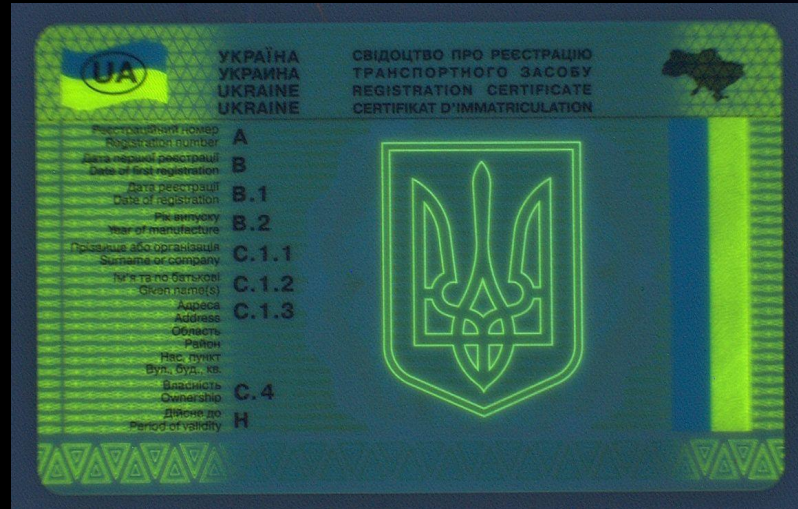 UA
УКРАЇНА
УКРАИНА
UKRAINE
UKRAINE
СВІДОЦТВО ПРО РЕЄСТРАЦІЮ
ТРАНСПОРТНОГО ЗАСОБУ
REGISTRATION CERTIFICATE
CERTIFIKAT D'IMMATRICULATION
Реєстраційний номер
Registration number A
Дата першої реєстрації
Date of first registration B
Дата реєстрації
Date of registration B.1
Рік випуску
Year of manufacture B.2
Прізвище або організація
Surname or company C.1.1
Ім'я та по батькові
Given name(s) C.1.2
Адреса
Address C.1.3
Область
Район
Нас. пункт
Вул., буд., кв.
Власність
Ownership C.4
Дійсне до
Period of validity H